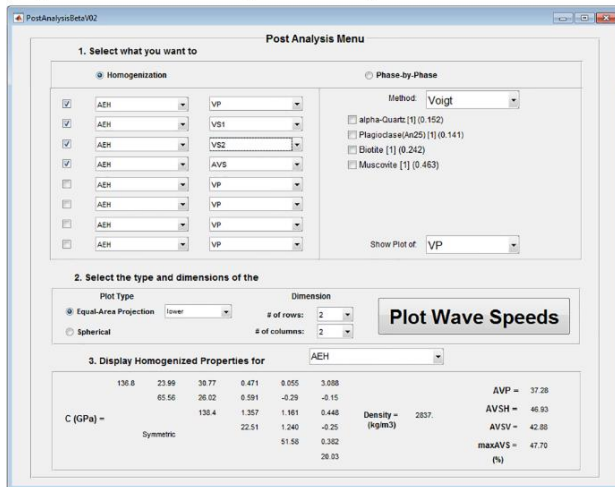 PostAnalysisBetaV02
Post Analysis Menu
1. Select what you want to
Homogenization
Phase-by-Phase
AEH VP
AEH VS1
AEH VS2
AEH AVS
AEH VP
AEH VP
AEH VP
AEH VP
Method: Voigt
alpha-Quartz [1] (0.152)
Plagioclase(An25) [1] (0.141)
Biotite [1] (0.242)
Muscovite [1] (0.463)
Show Plot of: VP
2. Select the type and dimensions of the
Plot Type
Dimension
Equal-Area Projection lower
# of rows: 2
Spherical
# of columns: 2
Plot Wave Speeds
3. Display Homogenized Properties for AEH
136.8 23.99 30.77 0.471 0.055 3.088
65.56 26.02 0.591 -0.29 -0.15
C (GPa) = 138.4 1.357 1.161 0.448
Symmetric 22.51 1.240 -0.25
51.58 0.382
20.03
Density = 2837.
(kg/m3)
AVP = 37.28
AVSH = 46.93
AVSV = 42.88
maxAVS = 47.70
(%)